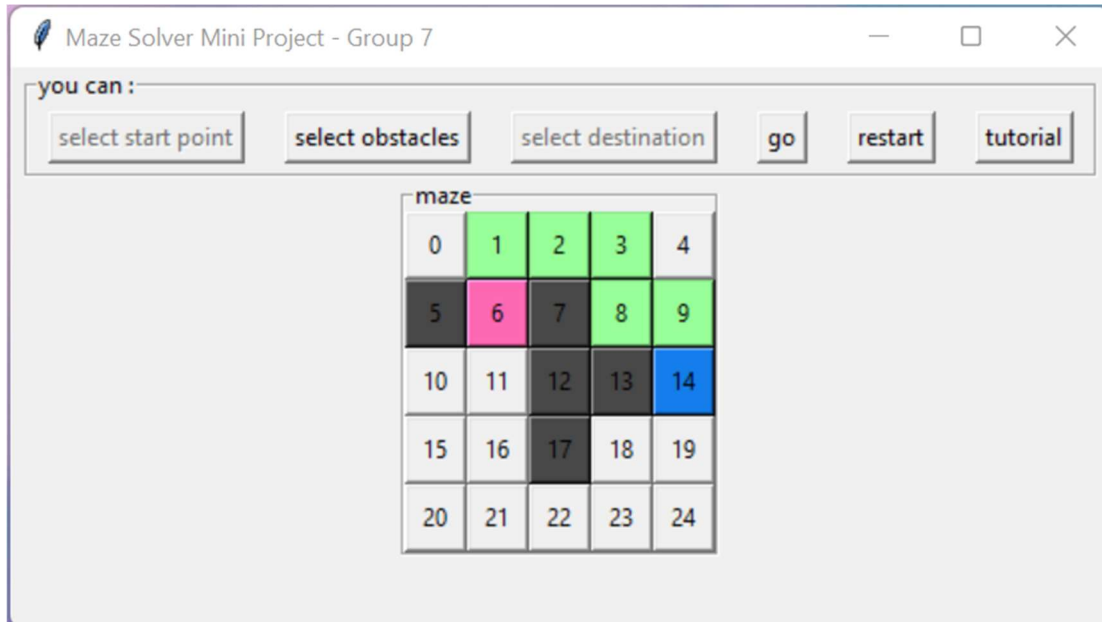 Maze Solver Mini Project - Group 7
you can :
select start point select obstacles select destination go restart tutorial
maze
0 1 2 3 4
5 6 7 8 9
10 11 12 13 14
15 16 17 18 19
20 21 22 23 24